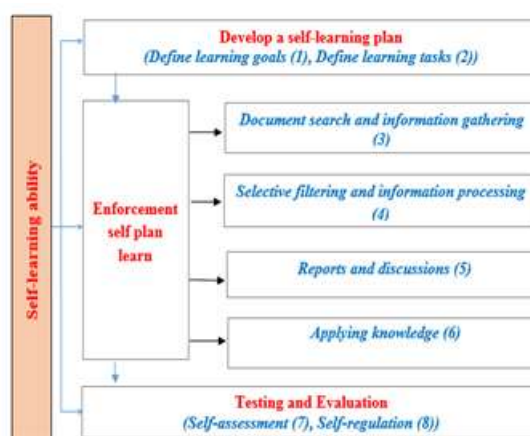 Self-learning ability
Develop a self-learning plan
(Define learning goals (1), Define learning tasks (2))
Enforcement
self plan
learn
Document search and information gathering
(3)
Selective filtering and information processing
(4)
Reports and discussions (5)
Applying knowledge (6)
Testing and Evaluation
(Self-assessment (7), Self-regulation (8))